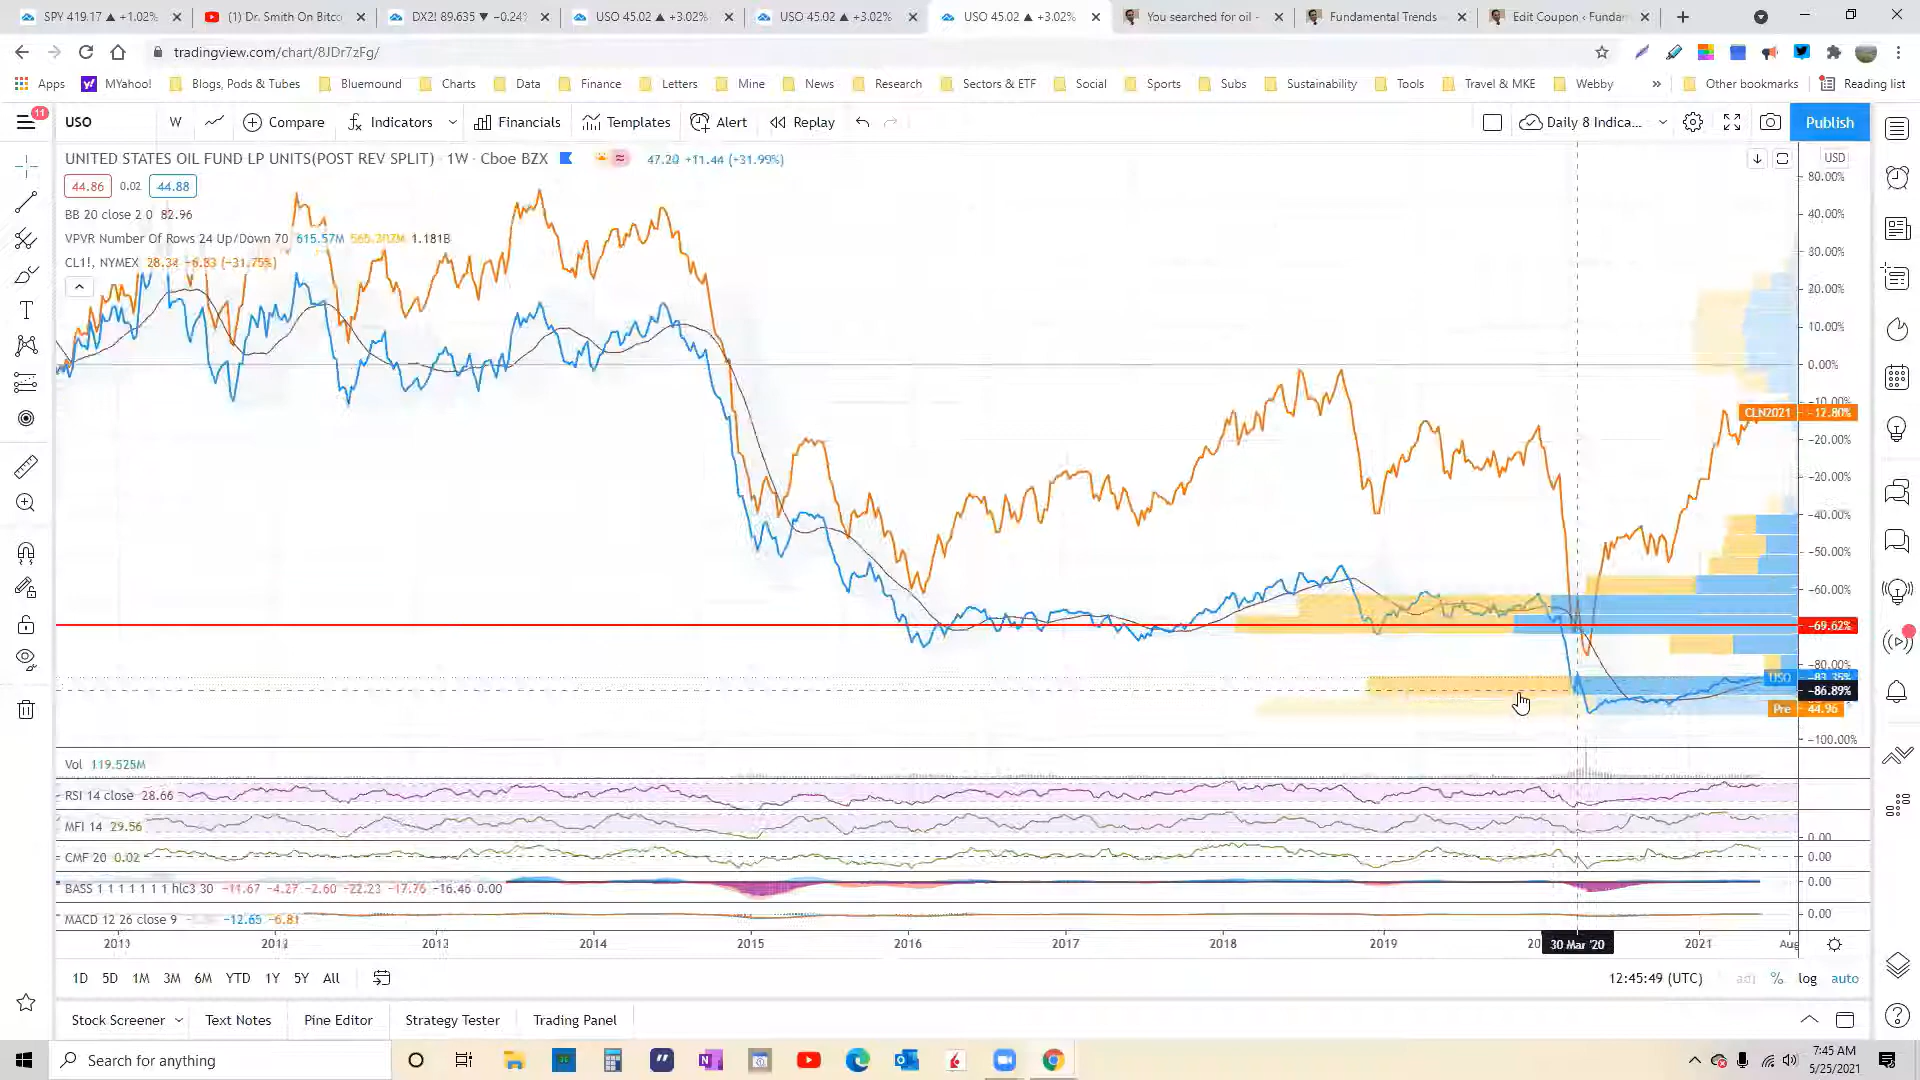 SPY 419.17 ▲ +1.02%
(1) Dr. Smith On Bitco
DX2! 89.635 ▼ −0.24%
USO 45.02 ▲ +3.02%
USO 45.02 ▲ +3.02%
USO 45.02 ▲ +3.02%
You searched for oil -
Fundamental Trends
Edit Coupon ‹ Fundam
tradingview.com/chart/8JDr7zFg/
Apps
MYahoo!
Blogs, Pods & Tubes
Bluemound
Charts
Data
Finance
Letters
Mine
News
Research
Sectors & ETF
Social
Sports
Subs
Sustainability
Tools
Travel & MKE
Webby
»
Other bookmarks
Reading list
11
USO
W
Compare
Indicators
Financials
Templates
Alert
Replay
Daily 8 Indica...
Publish
UNITED STATES OIL FUND LP UNITS(POST REV SPLIT) · 1W · Cboe BZX
47.20 +11.44 (+31.99%)
USD
44.86 0.02 44.88
BB 20 close 2 0 82.96
VPVR Number Of Rows 24 Up/Down 70 615.57M 1.181B
CL1!, NYMEX 28.34 −6.83 (−31.75%)
80.00%
40.00%
30.00%
20.00%
10.00%
0.00%
−10.00%
CLN2021 −12.80%
−20.00%
−30.00%
−40.00%
−50.00%
−60.00%
−69.62%
−80.00%
USO −83.35%
−86.89%
Pre 44.96
−100.00%
Vol 119.525M
RSI 14 close 28.66
MFI 14 29.56
0.00
CMF 20 0.02
0.00
BASS 1 1 1 1 1 1 1 hlc3 30 −11.67 −4.27 −2.60 −22.23 −17.76 −16.46 0.00
0.00
MACD 12 26 close 9 −12.65 −6.81
0.00
2013
2014
2015
2016
2017
2018
2019
30 Mar '20
2021
Aug
1D
5D
1M
3M
6M
YTD
1Y
5Y
All
12:45:49 (UTC)
adj
%
log
auto
Stock Screener
Text Notes
Pine Editor
Strategy Tester
Trading Panel
Search for anything
7:45 AM
5/25/2021